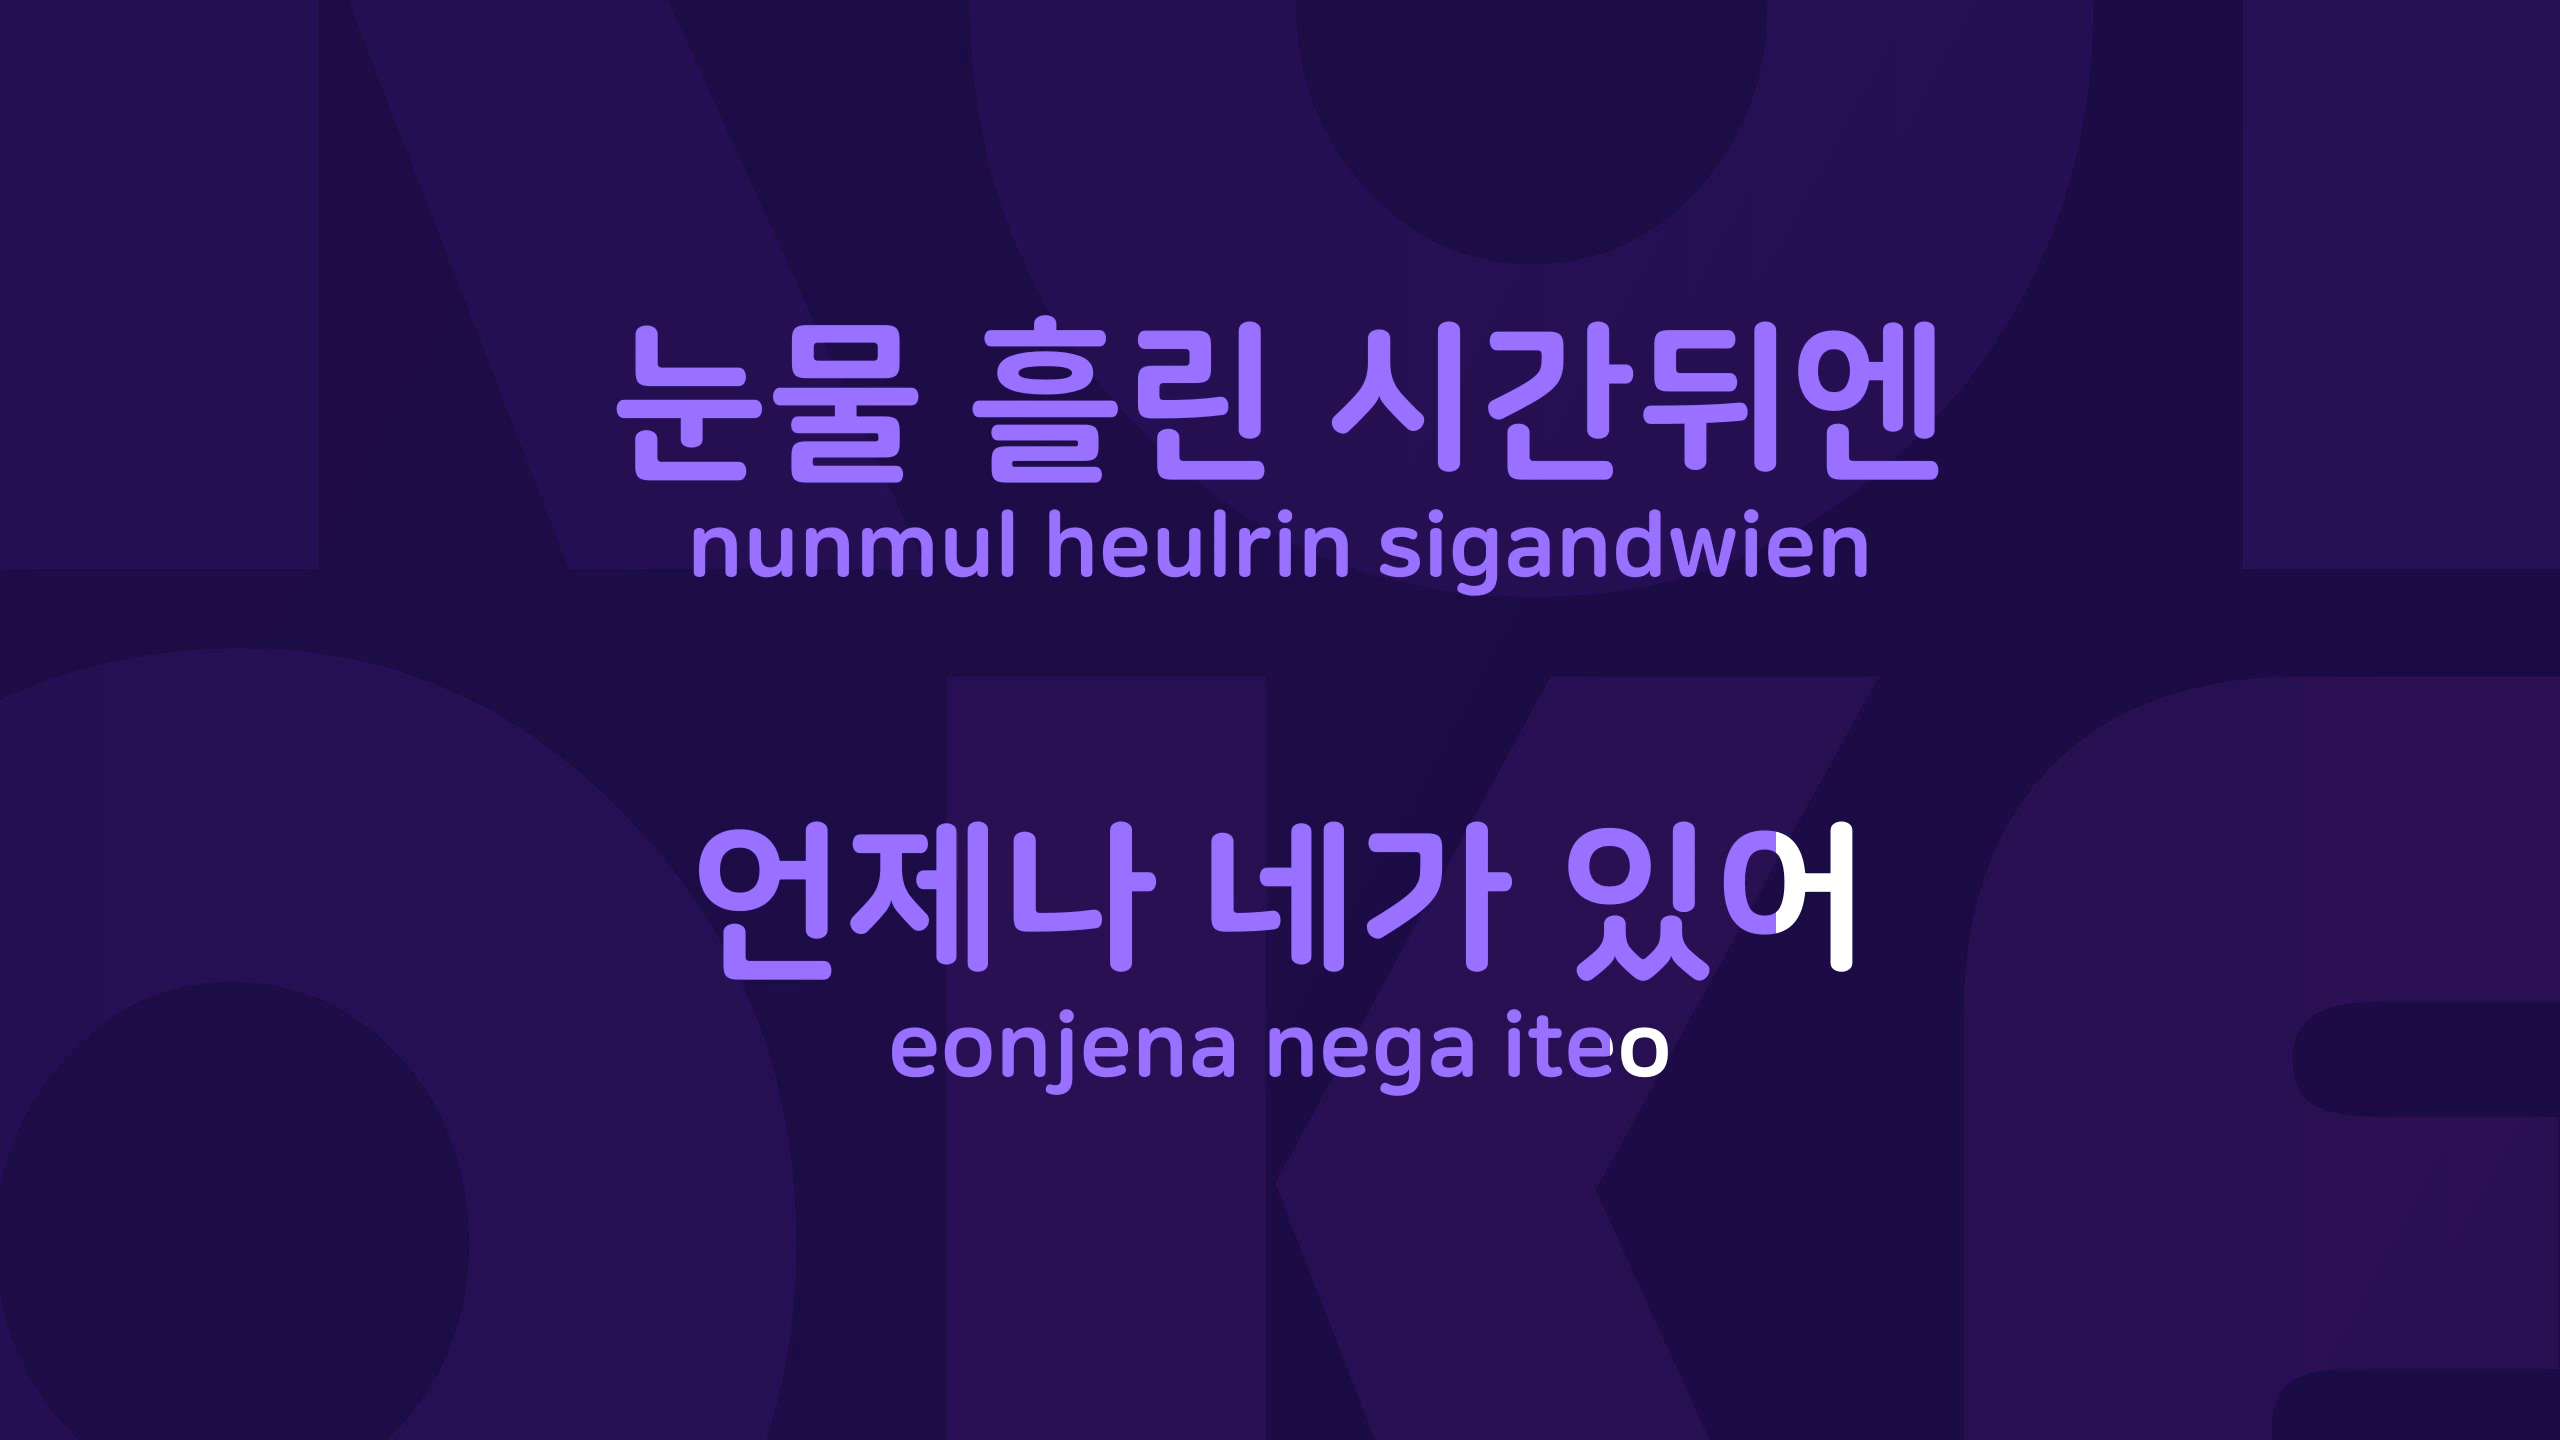 눈물 흘린 시간뒤엔
nunmul heulrin sigandwien
언제나 네가 있어
eonjena nega iteo